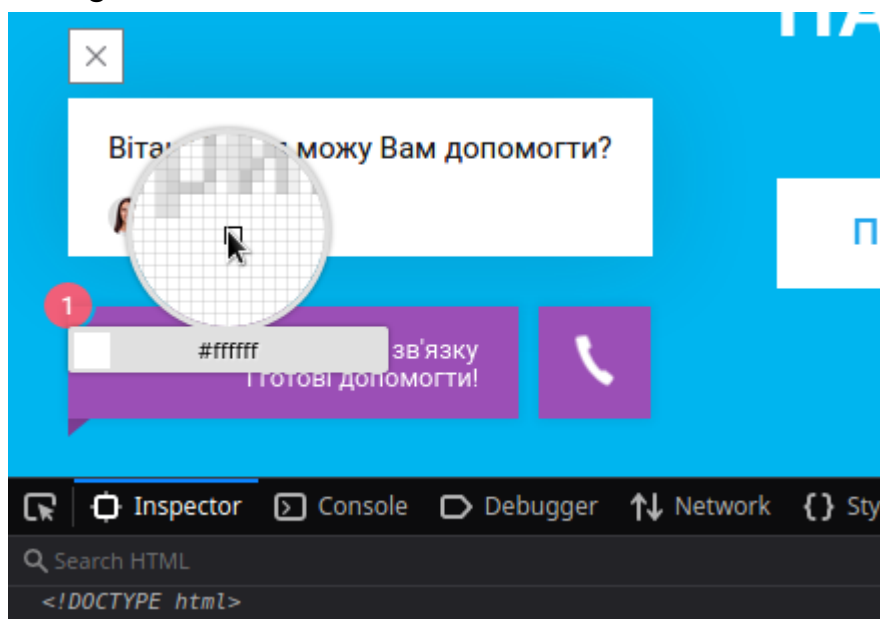 Віта можу Вам допомогти?
ри
П
1
#ffffff
зв'язку
готові допомогти!
Inspector
Console
Debugger
Network
{} Sty
Search HTML
<!DOCTYPE html>